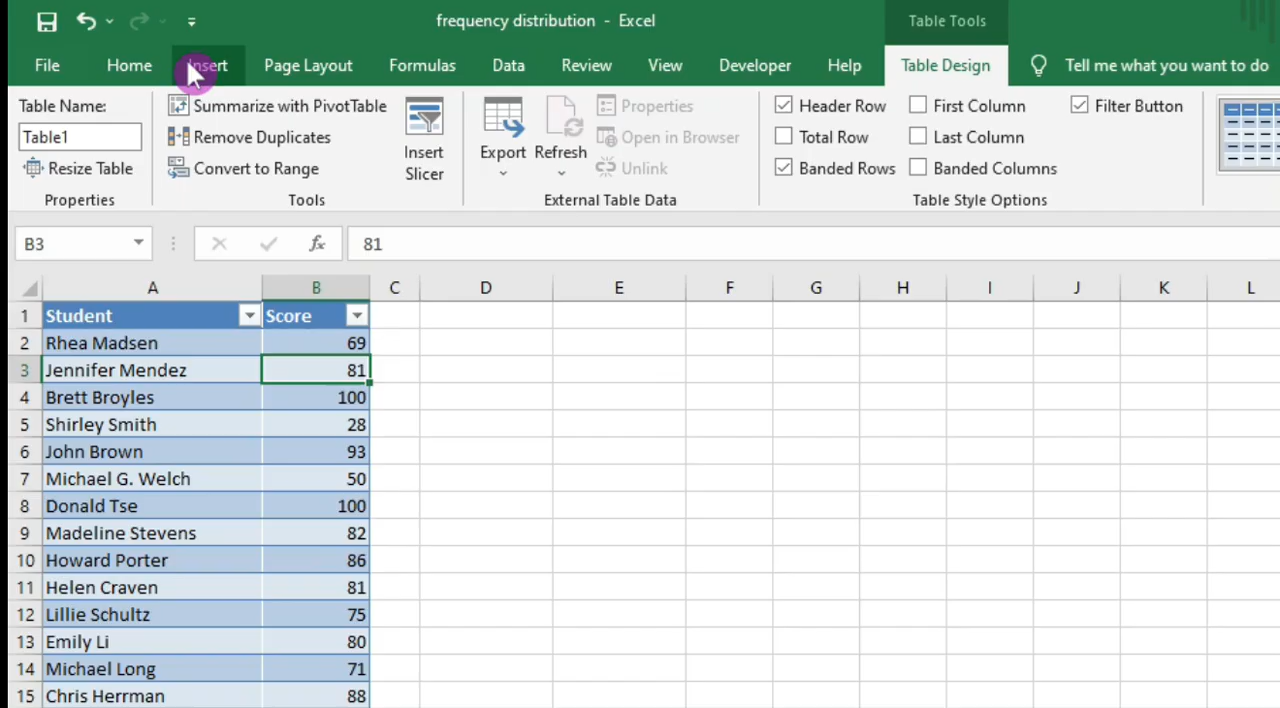 frequency distribution - Excel
Table Tools
File Home Insert Page Layout Formulas Data Review View Developer Help Table Design Tell me what you want to do
Table Name: Summarize with PivotTable Properties Header Row First Column Filter Button
Table1 Remove Duplicates Open in Browser Total Row Last Column
Resize Table Convert to Range Unlink Banded Rows Banded Columns
Insert Slicer Export Refresh
Properties Tools External Table Data Table Style Options
B3 fx 81
A B C D E F G H I J K L
1 Student Score
2 Rhea Madsen 69
3 Jennifer Mendez 81
4 Brett Broyles 100
5 Shirley Smith 28
6 John Brown 93
7 Michael G. Welch 50
8 Donald Tse 100
9 Madeline Stevens 82
10 Howard Porter 86
11 Helen Craven 81
12 Lillie Schultz 75
13 Emily Li 80
14 Michael Long 71
15 Chris Herrman 88